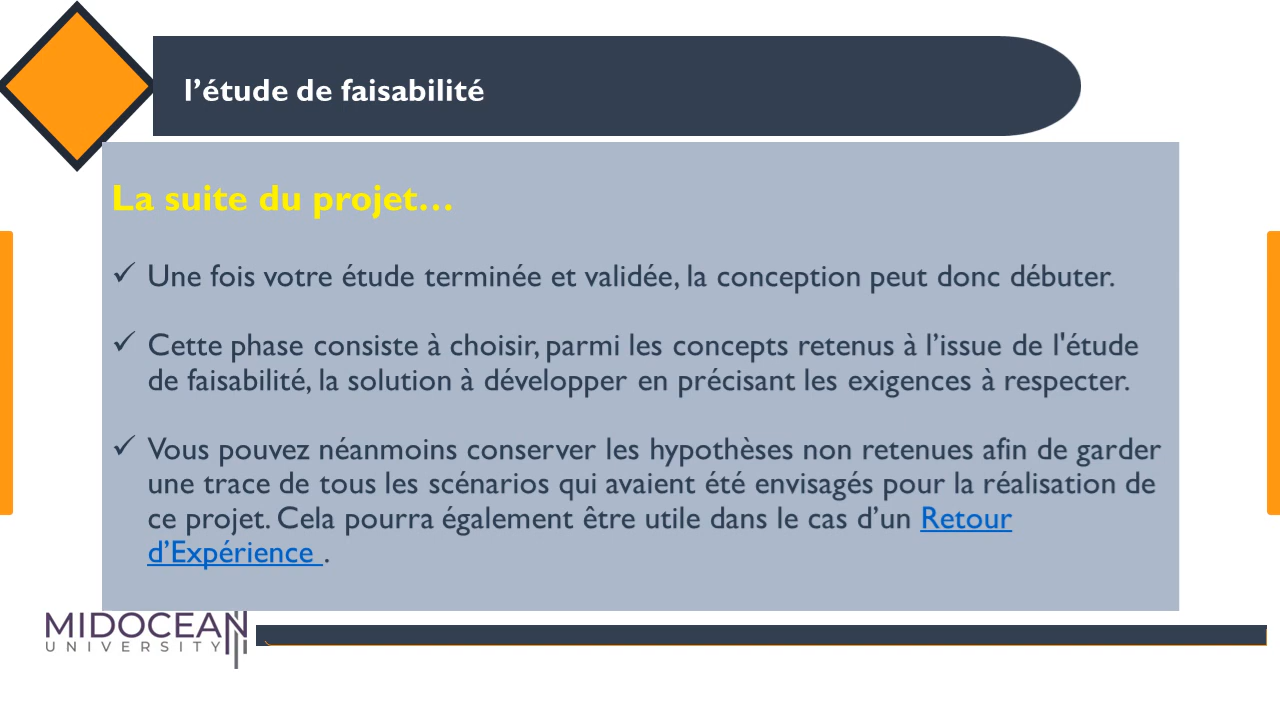 l’étude de faisabilité
La suite du projet…
✓ Une fois votre étude terminée et validée, la conception peut donc débuter.
✓ Cette phase consiste à choisir, parmi les concepts retenus à l’issue de l'étude
de faisabilité, la solution à développer en précisant les exigences à respecter.
✓ Vous pouvez néanmoins conserver les hypothèses non retenues afin de garder
une trace de tous les scénarios qui avaient été envisagés pour la réalisation de
ce projet. Cela pourra également être utile dans le cas d’un Retour
d’Expérience .
MIDOCEAN
UNIVERSITY